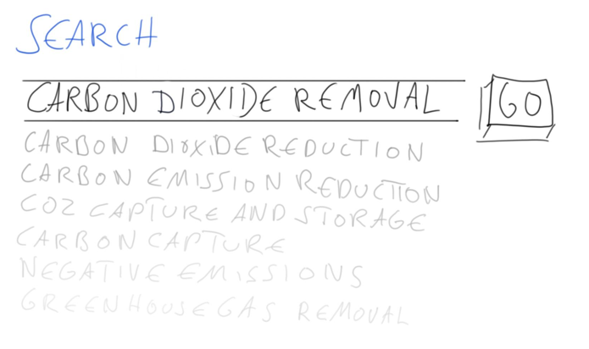 SEARCH
CARBON DIOXIDE REMOVAL GO
CARBON DIOXIDE REDUCTION
CARBON EMISSION REDUCTION
CO2 CAPTURE AND STORAGE
CARBON CAPTURE
NEGATIVE EMISSIONS
GREENHOUSE GAS REMOVAL